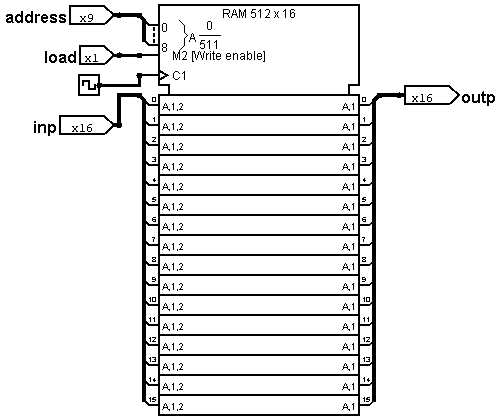 RAM 512 x 16
address x9 0 A 0
8 511
load x1 M2 [Write enable]
C1
inp x16 0 A,1,2 A,1 0 x16 outp
1 A,1,2 A,1 1
2 A,1,2 A,1 2
3 A,1,2 A,1 3
4 A,1,2 A,1 4
5 A,1,2 A,1 5
6 A,1,2 A,1 6
7 A,1,2 A,1 7
8 A,1,2 A,1 8
9 A,1,2 A,1 9
10 A,1,2 A,1 10
11 A,1,2 A,1 11
12 A,1,2 A,1 12
13 A,1,2 A,1 13
14 A,1,2 A,1 14
15 A,1,2 A,1 15